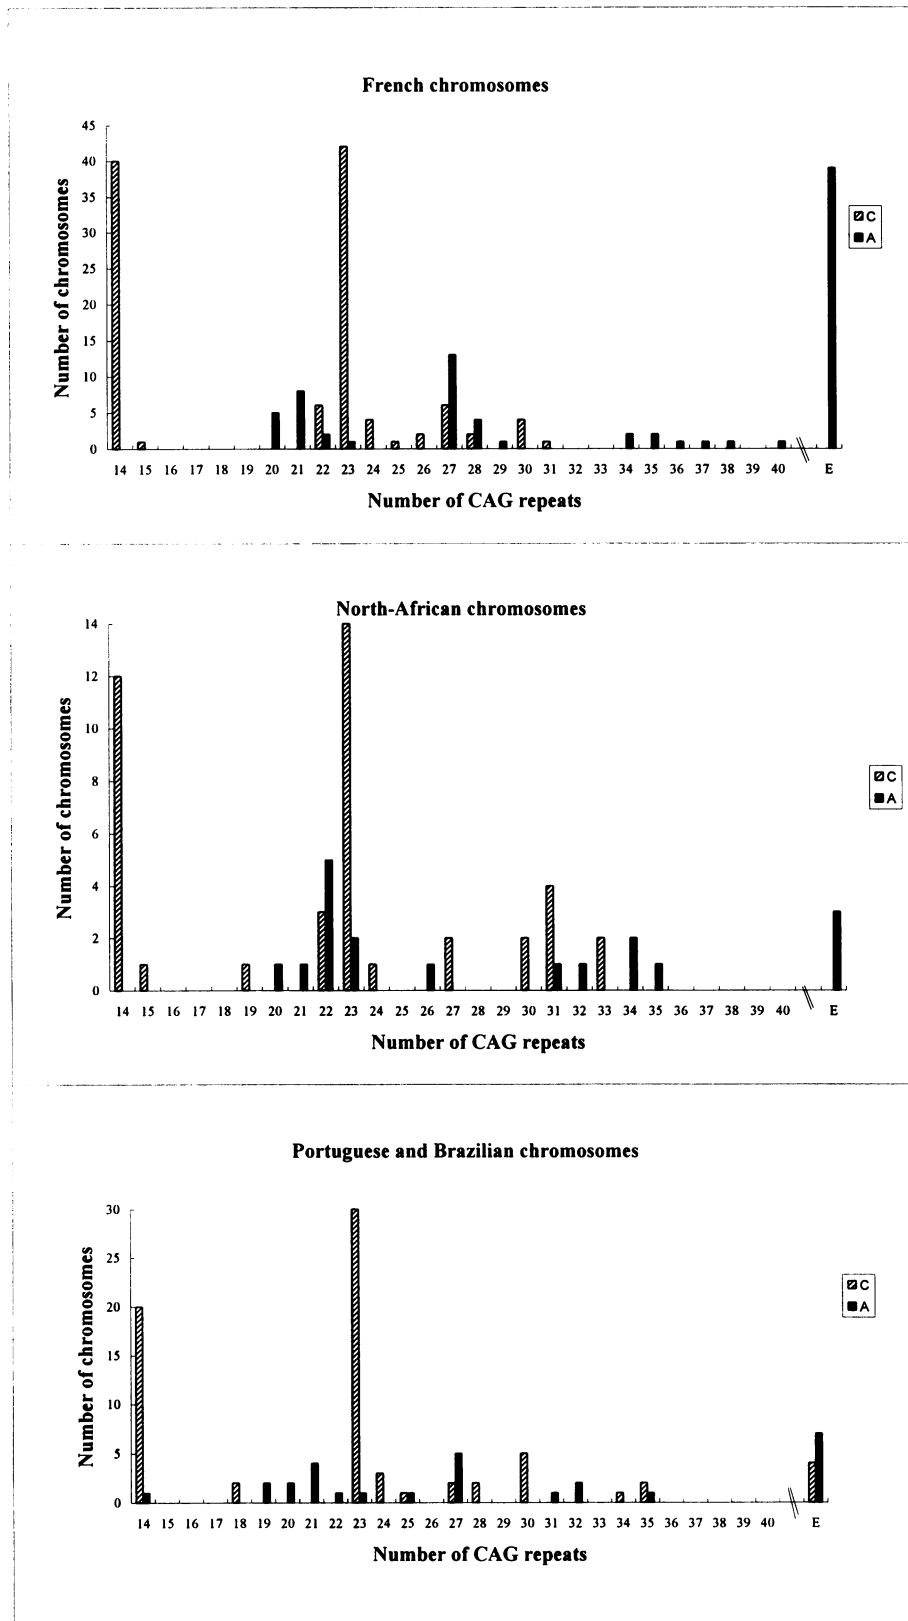 French chromosomes
45
40
35
30
25
20
15
10
5
0
Number of chromosomes
C
A
14 15 16 17 18 19 20 21 22 23 24 25 26 27 28 29 30 31 32 33 34 35 36 37 38 39 40 E
Number of CAG repeats
North-African chromosomes
14
12
10
8
6
4
2
0
Number of chromosomes
C
A
14 15 16 17 18 19 20 21 22 23 24 25 26 27 28 29 30 31 32 33 34 35 36 37 38 39 40 E
Number of CAG repeats
Portuguese and Brazilian chromosomes
30
25
20
15
10
5
0
Number of chromosomes
C
A
14 15 16 17 18 19 20 21 22 23 24 25 26 27 28 29 30 31 32 33 34 35 36 37 38 39 40 E
Number of CAG repeats